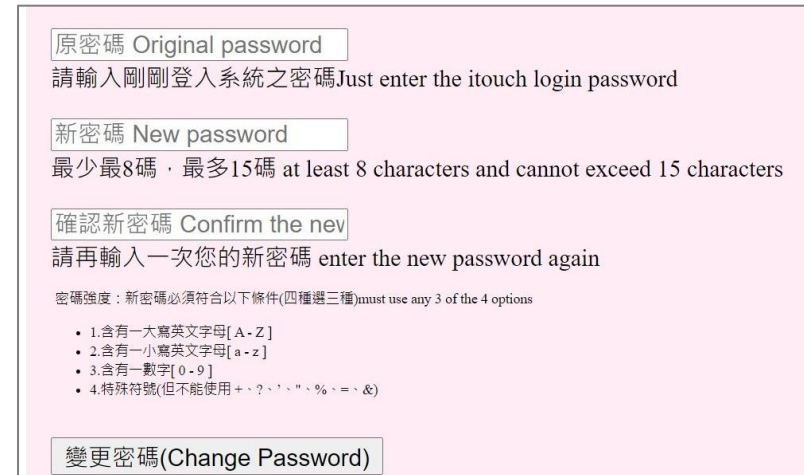 原密碼 Original password
請輸入剛剛登入系統之密碼Just enter the itouch login password
新密碼 New password
最少最8碼，最多15碼 at least 8 characters and cannot exceed 15 characters
確認新密碼 Confirm the new
請再輸入一次您的新密碼 enter the new password again
密碼強度：新密碼必須符合以下條件(四種選三種)must use any 3 of the 4 options
• 1.含有一大寫英文字母[ A - Z ]
• 2.含有一小寫英文字母[ a - z ]
• 3.含有一數字[ 0 - 9 ]
• 4.特殊符號(但不能使用 +、?、'、"、%、=、&)
變更密碼(Change Password)